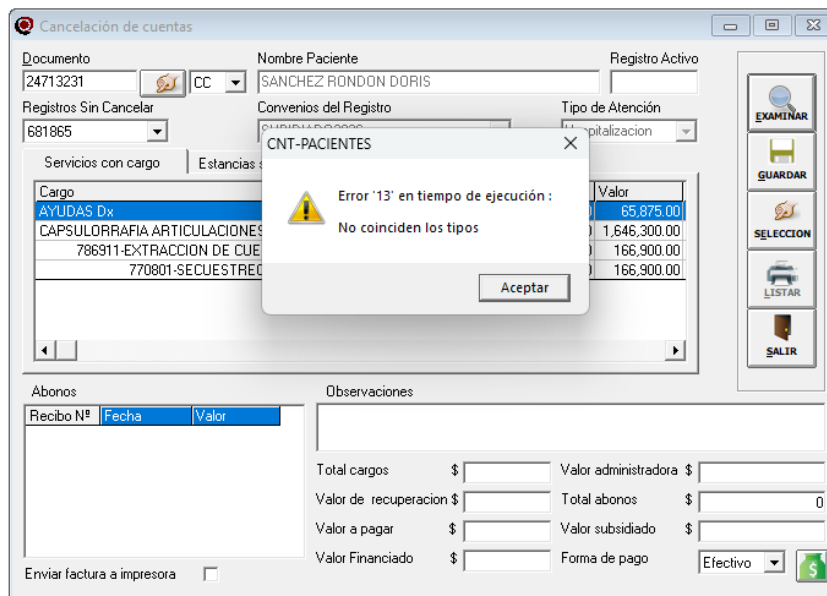 Cancelación de cuentas
Documento
Nombre Paciente
Registro Activo
24713231
CC
SANCHEZ RONDON DORIS
Registros Sin Cancelar
Convenios del Registro
Tipo de Atención
681865
Hospitalizacion
EXAMINAR
GUARDAR
SELECCION
LISTAR
SALIR
Servicios con cargo
Estancias
CNT-PACIENTES
Error '13' en tiempo de ejecución :
No coinciden los tipos
Aceptar
Cargo
Valor
AYUDAS Dx
65,875.00
CAPSULORRAFIA ARTICULACIONES
1,646,300.00
786911-EXTRACCION DE CUE
166,900.00
770801-SECUESTREC
166,900.00
Abonos
Observaciones
Recibo Nº Fecha Valor
Total cargos $
Valor administradora $
Valor de recuperacion $
Total abonos $ 0
Valor a pagar $
Valor subsidiado $
Valor Financiado $
Forma de pago Efectivo
Enviar factura a impresora